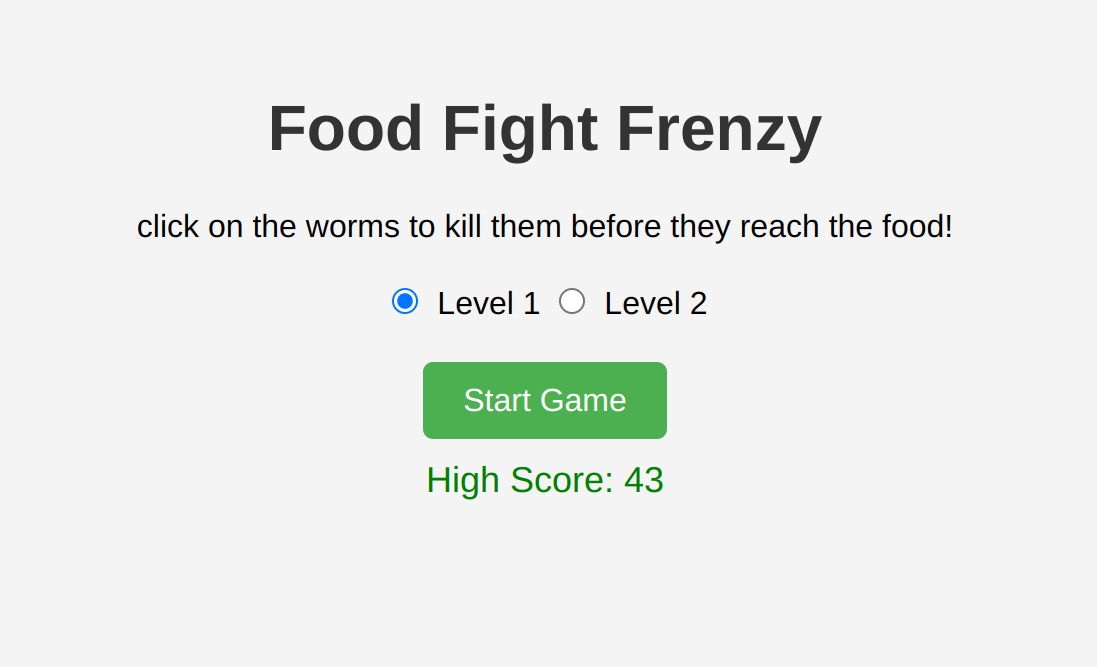 Food Fight Frenzy
click on the worms to kill them before they reach the food!
Level 1 Level 2
Start Game
High Score: 43